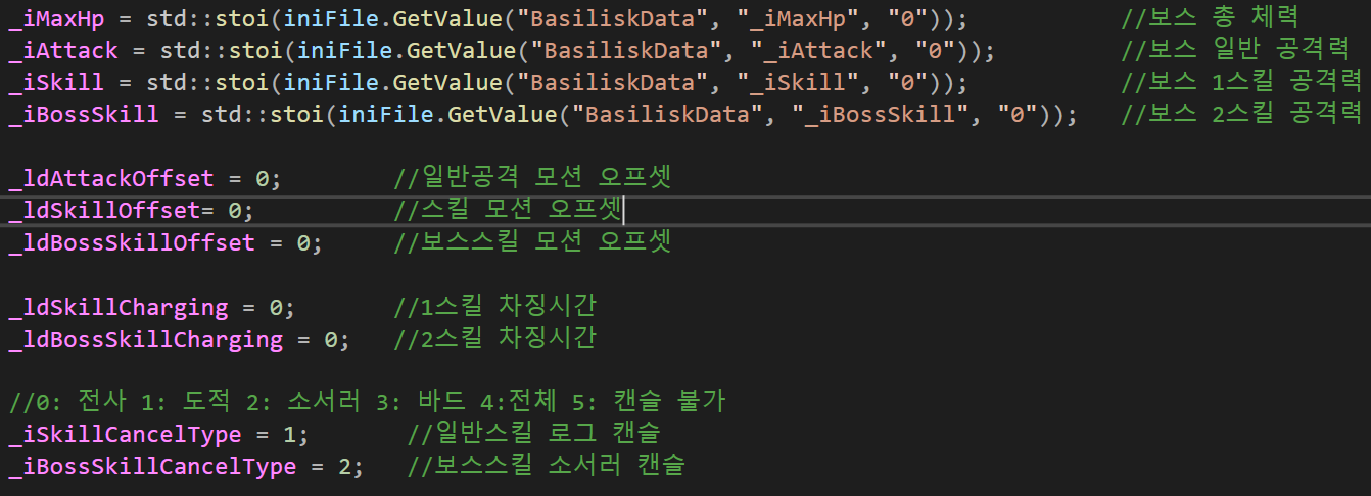 _iMaxHp = std::stoi(iniFile.GetValue("BasiliskData", "_iMaxHp", "0")); //보스 총 체력
_iAttack = std::stoi(iniFile.GetValue("BasiliskData", "_iAttack", "0")); //보스 일반 공격력
_iSkill = std::stoi(iniFile.GetValue("BasiliskData", "_iSkill", "0")); //보스 1스킬 공격력
_iBossSkill = std::stoi(iniFile.GetValue("BasiliskData", "_iBossSkill", "0")); //보스 2스킬 공격력
_ldAttackOffset = 0; //일반공격 모션 오프셋
_ldSkillOffset= 0; //스킬 모션 오프셋
_ldBossSkillOffset = 0; //보스스킬 모션 오프셋
_ldSkillCharging = 0; //1스킬 차징시간
_ldBossSkillCharging = 0; //2스킬 차징시간
//0: 전사 1: 도적 2: 소서러 3: 바드 4:전체 5: 캔슬 불가
_iSkillCancelType = 1; //일반스킬 로그 캔슬
_iBossSkillCancelType = 2; //보스스킬 소서러 캔슬